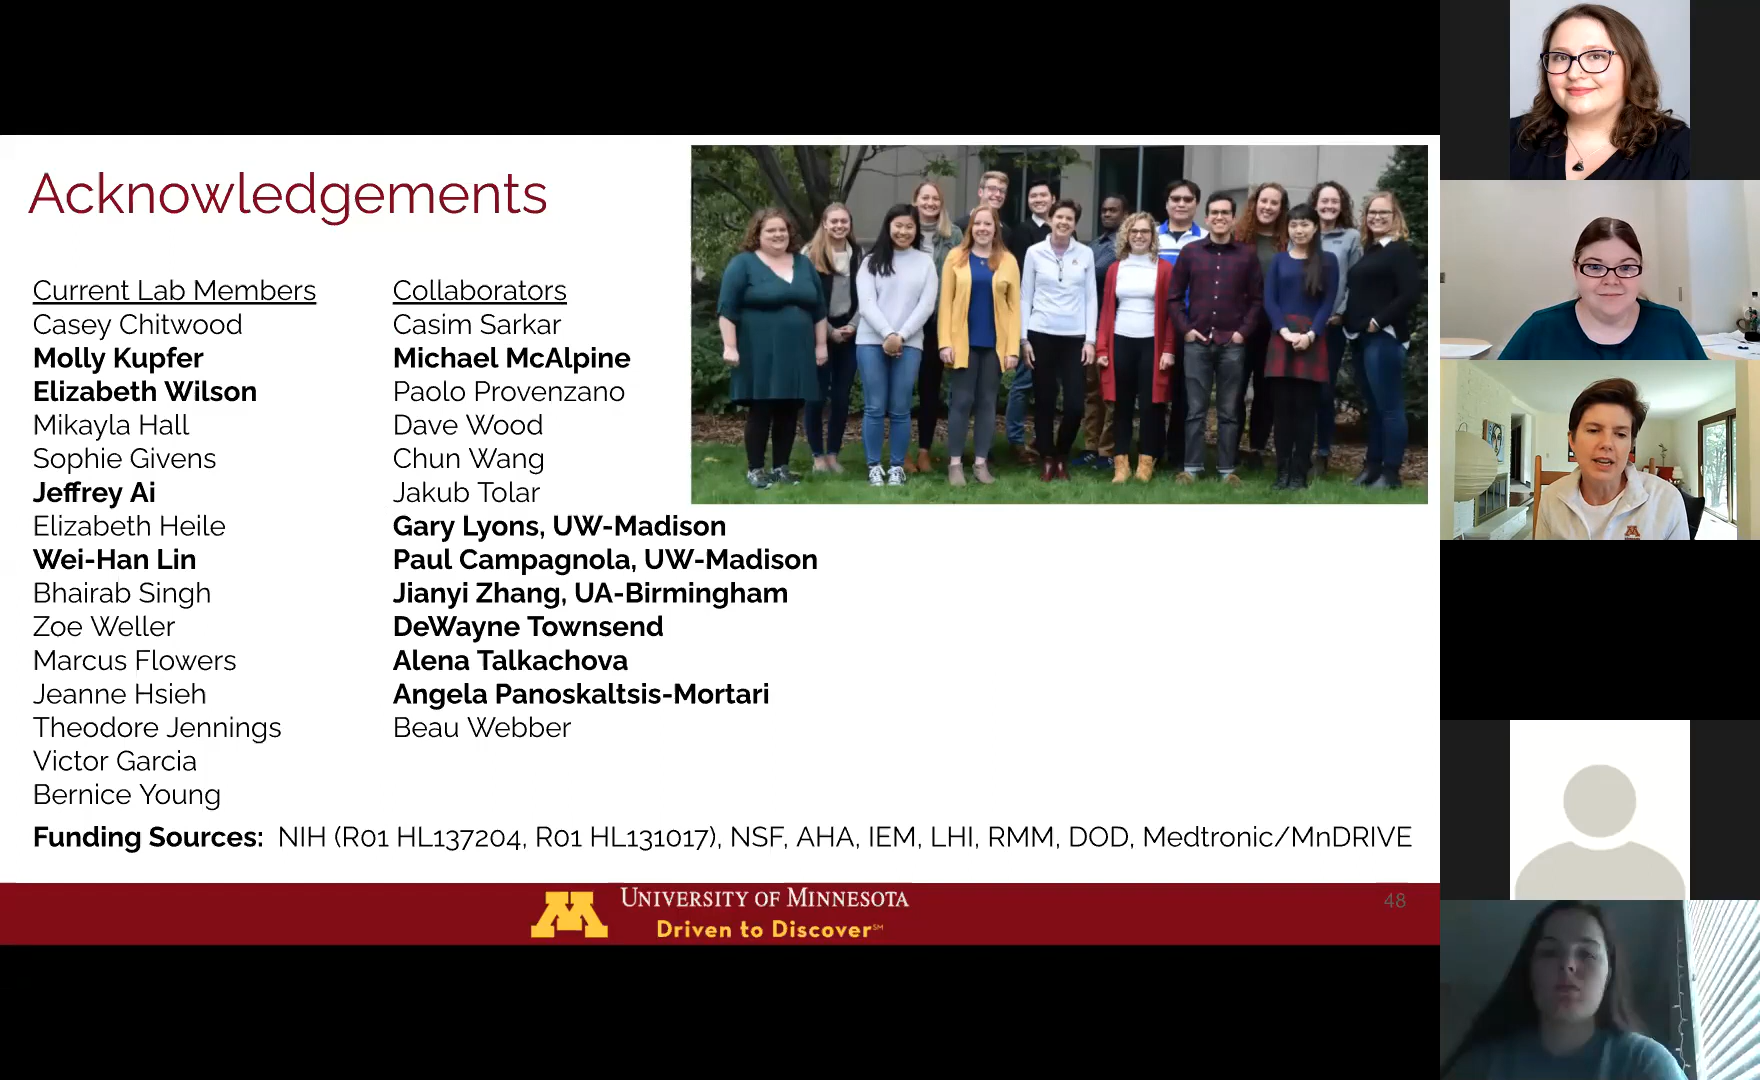 Acknowledgements
Current Lab Members
Casey Chitwood
Molly Kupfer
Elizabeth Wilson
Mikayla Hall
Sophie Givens
Jeffrey Ai
Elizabeth Heile
Wei-Han Lin
Bhairab Singh
Zoe Weller
Marcus Flowers
Jeanne Hsieh
Theodore Jennings
Victor Garcia
Bernice Young
Collaborators
Casim Sarkar
Michael McAlpine
Paolo Provenzano
Dave Wood
Chun Wang
Jakub Tolar
Gary Lyons, UW-Madison
Paul Campagnola, UW-Madison
Jianyi Zhang, UA-Birmingham
DeWayne Townsend
Alena Talkachova
Angela Panoskaltsis-Mortari
Beau Webber
Funding Sources: NIH (R01 HL137204, R01 HL131017), NSF, AHA, IEM, LHI, RMM, DOD, Medtronic/MnDRIVE
M
UNIVERSITY OF MINNESOTA
Driven to Discover℠
48